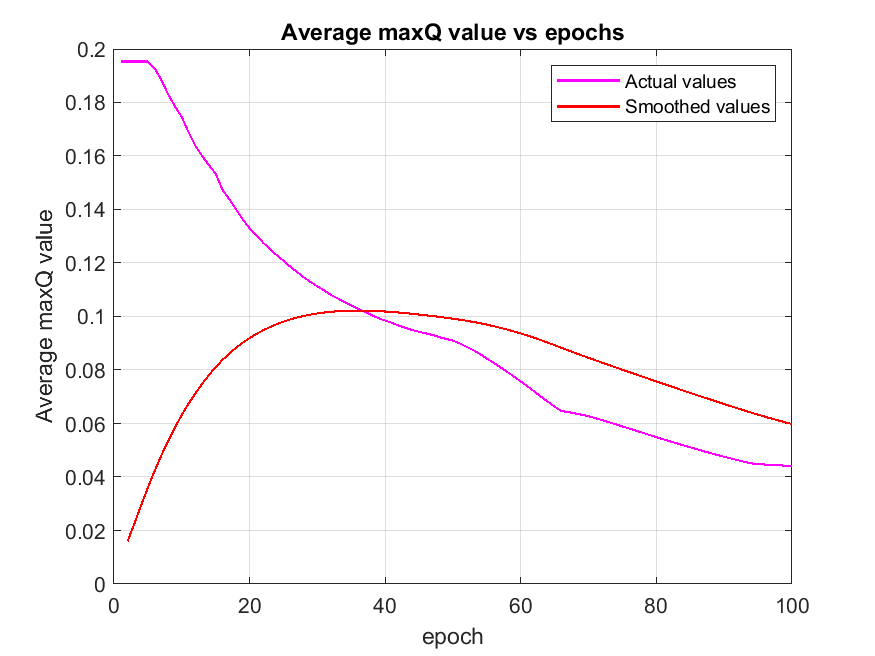 Average maxQ value vs epochs
Actual values
Smoothed values
Average maxQ value
0.2
0.18
0.16
0.14
0.12
0.1
0.08
0.06
0.04
0.02
0
0 20 40 60 80 100
epoch